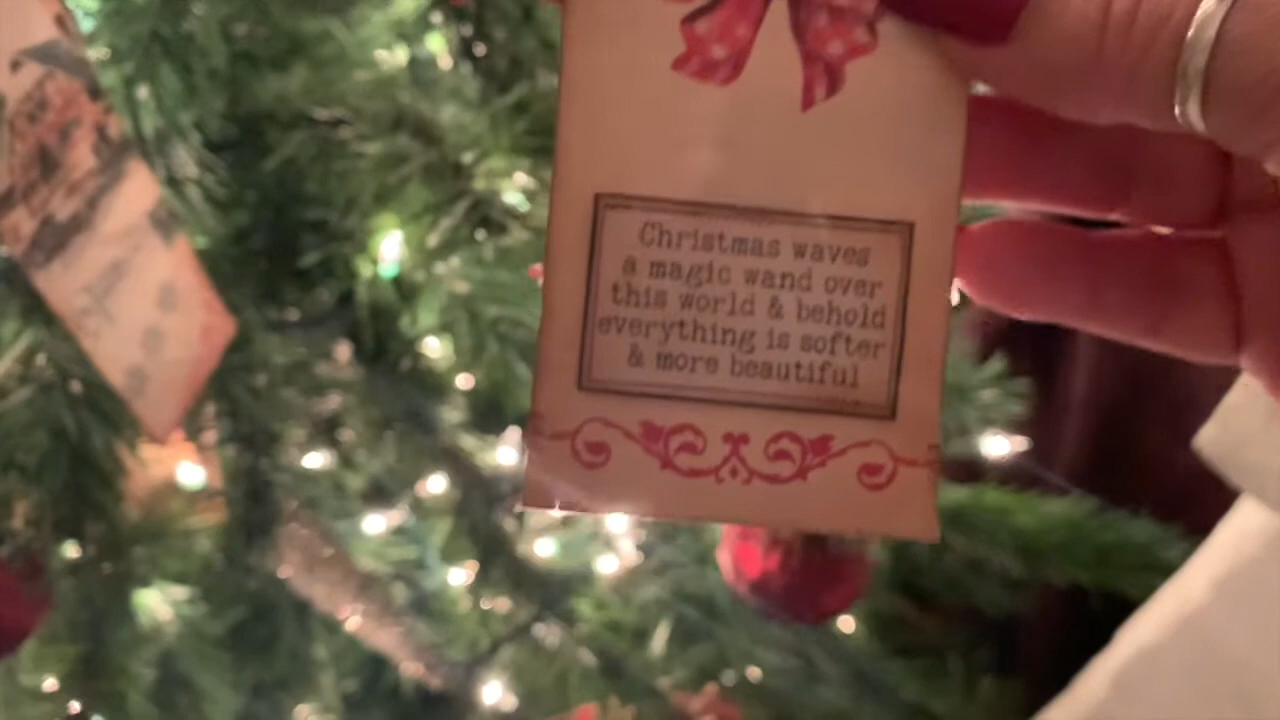 Christmas waves
a magic wand over
this world & behold
everything is softer
& more beautiful